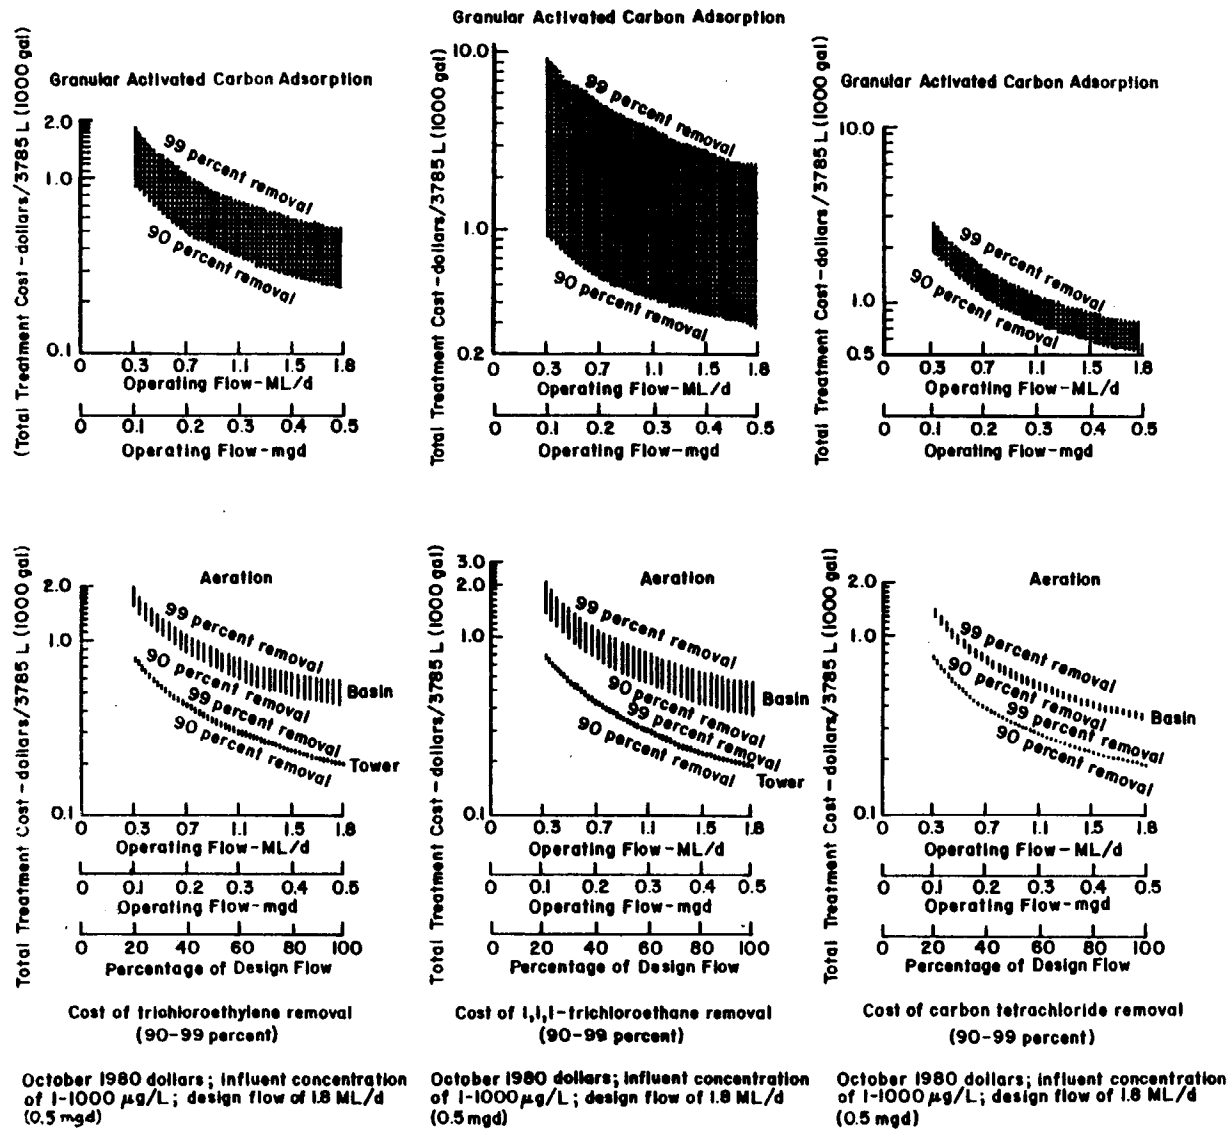 Granular Activated Carbon Adsorption
(Total Treatment Cost-dollars/3785 L (1000 gal)
2.0
1.0
0.1
99 percent removal
90 percent removal
0.3 0.7 1.1 1.5 1.8
Operating Flow-ML/d
0 0.1 0.2 0.3 0.4 0.5
Operating Flow-mgd
Granular Activated Carbon Adsorption
Total Treatment Cost-dollars/3785 L (1000 gal)
10.0
1.0
0.2
99 percent removal
90 percent removal
0 0.3 0.7 1.1 1.5 1.8
Operating Flow-ML/d
0 0.1 0.2 0.3 0.4 0.5
Operating Flow-mgd
Granular Activated Carbon Adsorption
Total Treatment Cost-dollars/3785 L (1000 gal)
10.0
1.0
0.5
99 percent removal
90 percent removal
0 0.3 0.7 1.1 1.5 1.8
Operating Flow-ML/d
0 0.1 0.2 0.3 0.4 0.5
Operating Flow-mgd
Aeration
Total Treatment Cost-dollars/3785 L (1000 gal)
2.0
1.0
0.1
99 percent removal
Basin
90 percent removal
99 percent removal
Tower
90 percent removal
0 0.3 0.7 1.1 1.5 1.8
Operating Flow-ML/d
0 0.1 0.2 0.3 0.4 0.5
Operating Flow-mgd
0 20 40 60 80 100
Percentage of Design Flow
Cost of trichloroethylene removal
(90-99 percent)
October 1980 dollars; influent concentration
of 1-1000 µg/L; design flow of 1.8 ML/d
(0.5 mgd)
Aeration
Total Treatment Cost-dollars/3785 L (1000 gal)
3.0
2.0
1.0
0.1
99 percent removal
Basin
90 percent removal
99 percent removal
90 percent removal
Tower
0 0.3 0.7 1.1 1.5 1.8
Operating Flow-ML/d
0 0.1 0.2 0.3 0.4 0.5
Operating Flow-mgd
0 20 40 60 80 100
Percentage of Design Flow
Cost of 1,1,1-trichloroethane removal
(90-99 percent)
October 1980 dollars; influent concentration
of 1-1000 µg/L; design flow of 1.8 ML/d
(0.5 mgd)
Aeration
Total Treatment Cost-dollars/3785 L (1000 gal)
2.0
1.0
0.1
99 percent removal
Basin
90 percent removal
99 percent removal
90 percent removal
0 0.3 0.7 1.1 1.5 1.8
Operating Flow-ML/d
0 0.1 0.2 0.3 0.4 0.5
Operating Flow-mgd
0 20 40 60 80 100
Percentage of Design Flow
Cost of carbon tetrachloride removal
(90-99 percent)
October 1980 dollars; influent concentration
of 1-1000 µg/L; design flow of 1.8 ML/d
(0.5 mgd)